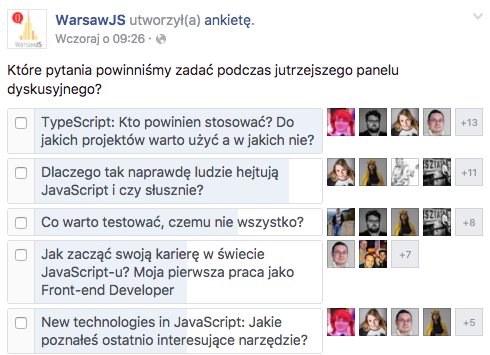 WarsawJS utworzył(a) ankietę.
Wczoraj o 09:26 ·
WarsawJS
Które pytania powinniśmy zadać podczas jutrzejszego panelu
dyskusyjnego?
TypeScript: Kto powinien stosować? Do
jakich projektów warto użyć a w jakich nie?
+13
Dlaczego tak naprawdę ludzie hejtują
JavaScript i czy słusznie?
+11
Co warto testować, czemu nie wszystko?
+8
Jak zacząć swoją karierę w świecie
JavaScript-u? Moja pierwsza praca jako
Front-end Developer
+7
New technologies in JavaScript: Jakie
poznałeś ostatnio interesujące narzędzie?
+5